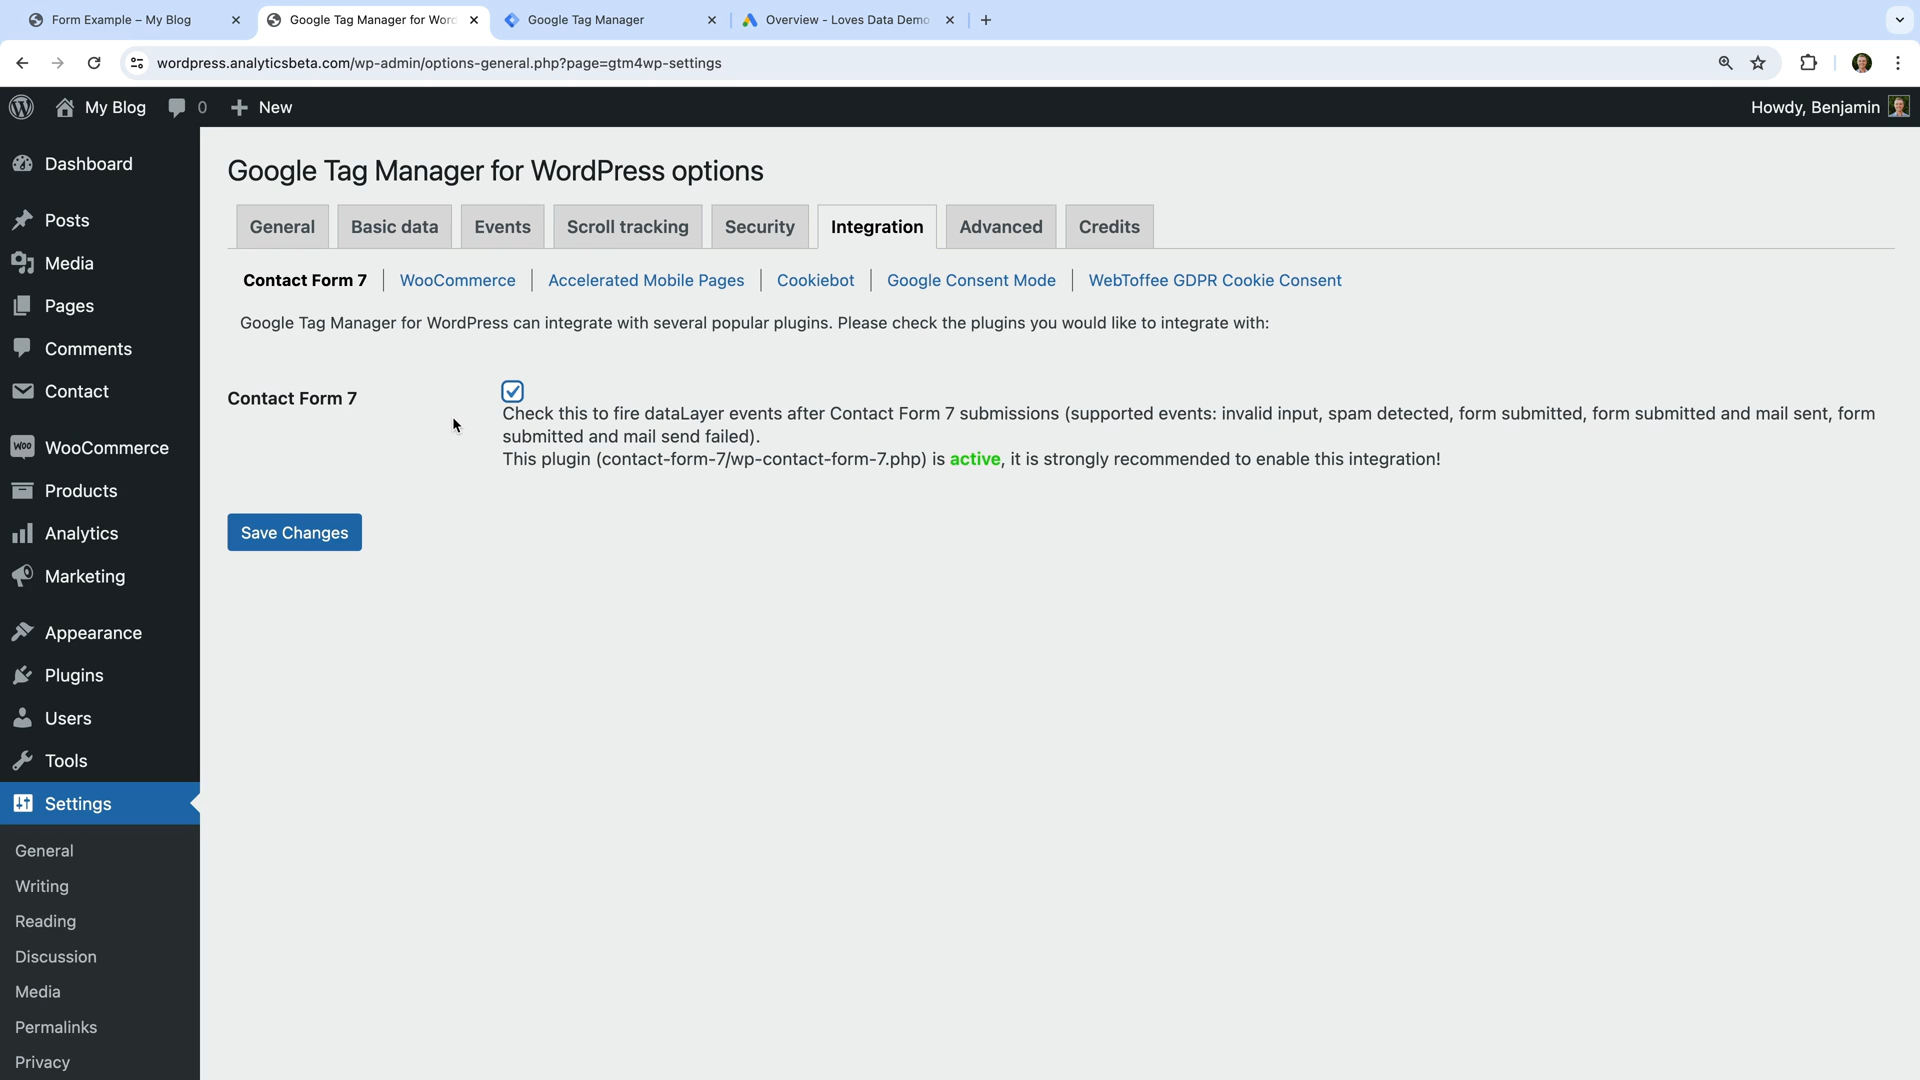 Form Example – My Blog
Google Tag Manager for Wor
Google Tag Manager
Overview - Loves Data Demo
wordpress.analyticsbeta.com/wp-admin/options-general.php?page=gtm4wp-settings
My Blog
0
New
Howdy, Benjamin
Dashboard
Posts
Media
Pages
Comments
Contact
Woo WooCommerce
Products
Analytics
Marketing
Appearance
Plugins
Users
Tools
Settings
General
Writing
Reading
Discussion
Media
Permalinks
Privacy
Google Tag Manager for WordPress options
General Basic data Events Scroll tracking Security Integration Advanced Credits
Contact Form 7 | WooCommerce | Accelerated Mobile Pages | Cookiebot | Google Consent Mode | WebToffee GDPR Cookie Consent
Google Tag Manager for WordPress can integrate with several popular plugins. Please check the plugins you would like to integrate with:
Contact Form 7
Check this to fire dataLayer events after Contact Form 7 submissions (supported events: invalid input, spam detected, form submitted, form submitted and mail sent, form
submitted and mail send failed).
This plugin (contact-form-7/wp-contact-form-7.php) is active, it is strongly recommended to enable this integration!
Save Changes